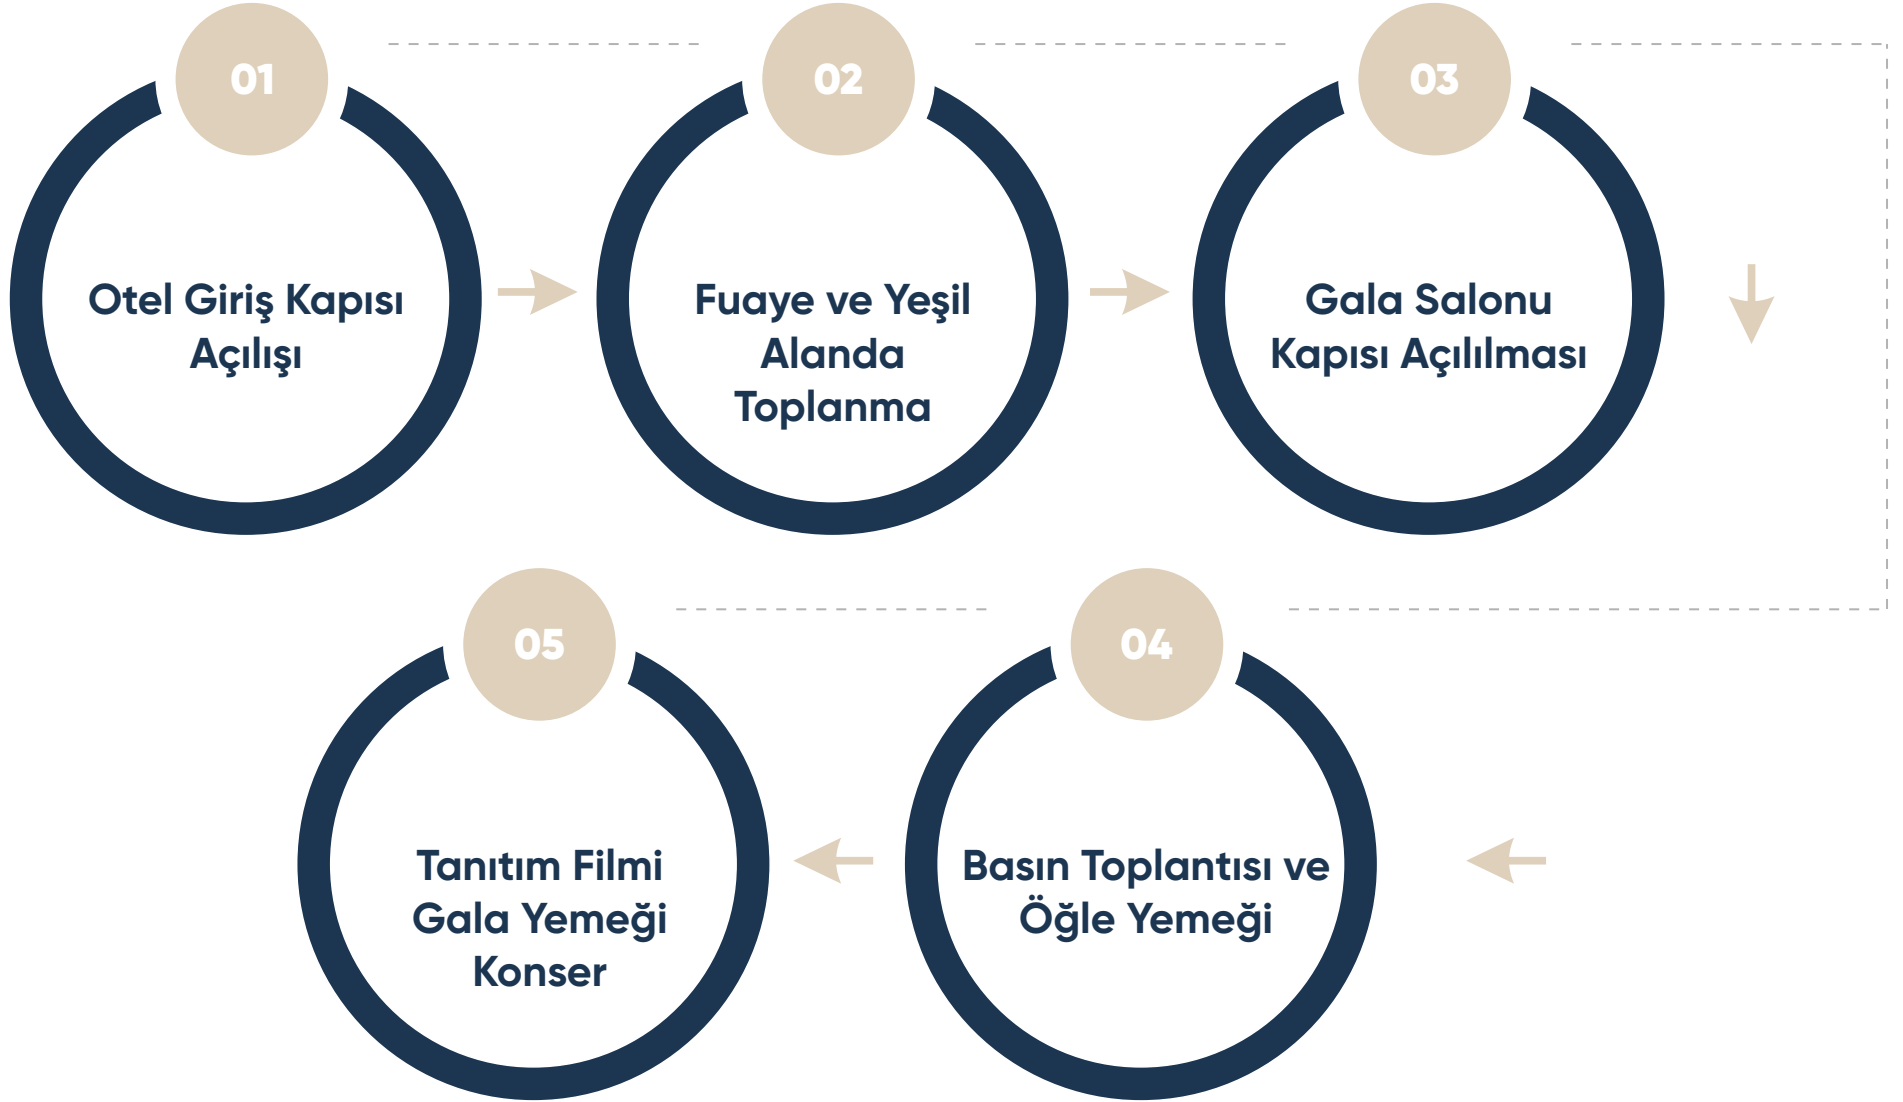 01
Otel Giriş Kapısı
Açılışı
02
Fuaye ve Yeşil
Alanda
Toplanma
03
Gala Salonu
Kapısı Açılılması
04
Basın Toplantısı ve
Öğle Yemeği
05
Tanıtım Filmi
Gala Yemeği
Konser